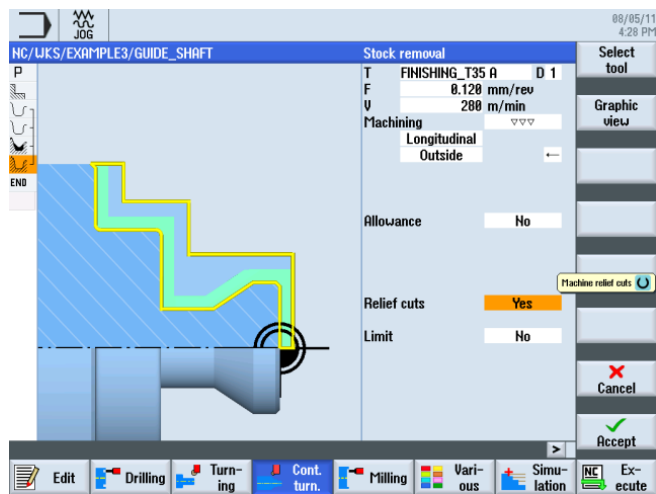 JOG
08/05/11
4:28 PM
NC/WKS/EXAMPLE3/GUIDE_SHAFT
Stock removal
Select
tool
P
END
T FINISHING_T35 A D 1
F 0.120 mm/rev
V 280 m/min
Machining ▽▽▽
Longitudinal
Outside ←
Allowance No
Relief cuts Yes
Limit No
Graphic
view
Machine relief cuts
Cancel
Accept
>
Edit
Drilling
Turn-
ing
Cont.
turn.
Milling
Vari-
ous
Simu-
lation
NC
Ex-
ecute